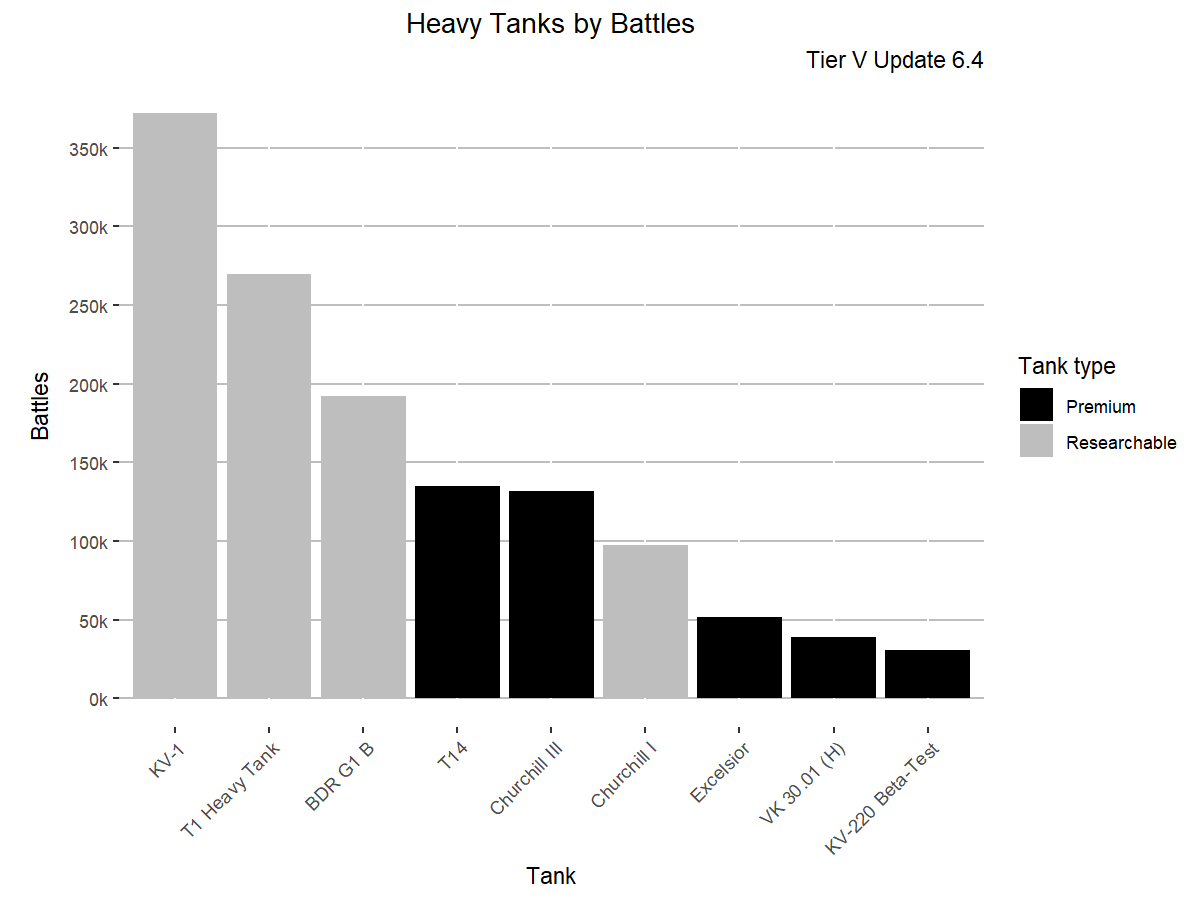 Heavy Tanks by Battles
Tier V Update 6.4
Battles
350k
300k
250k
200k
150k
100k
50k
0k
KV-1
T1 Heavy Tank
BDR G1 B
T14
Churchill III
Churchill I
Excelsior
VK 30.01 (H)
KV-220 Beta-Test
Tank
Tank type
Premium
Researchable